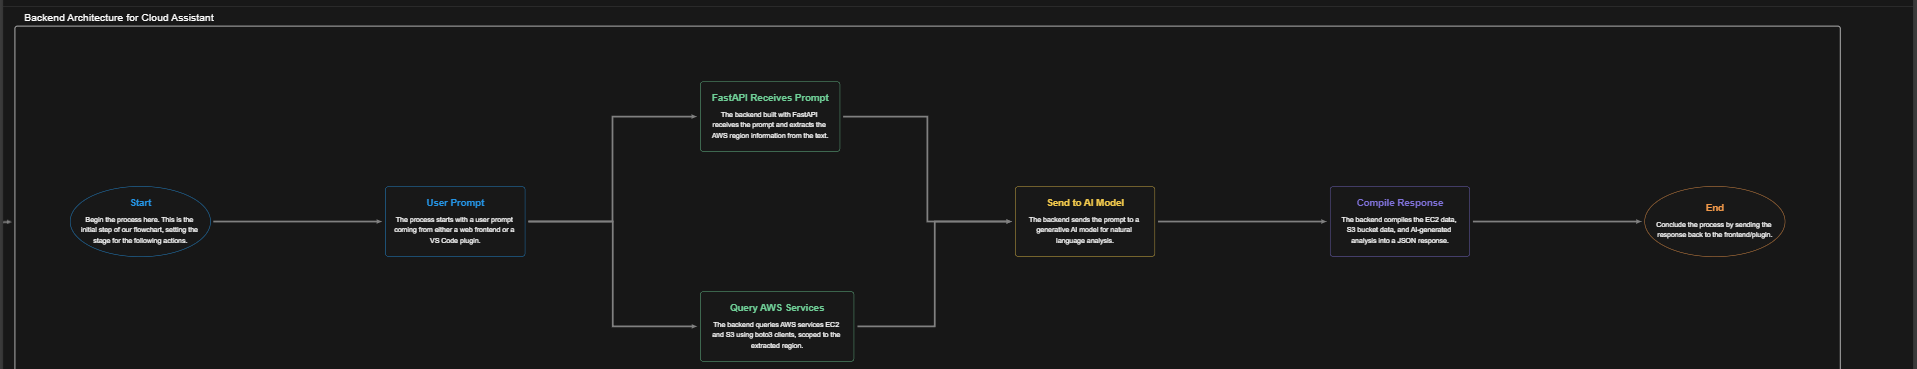 Backend Architecture for Cloud Assistant
Start
Begin the process here. This is the
initial step of our flowchart, setting the
stage for the following actions.
User Prompt
The process starts with a user prompt
coming from either a web frontend or a
VS Code plugin.
FastAPI Receives Prompt
The backend built with FastAPI
receives the prompt and extracts the
AWS region information from the text.
Query AWS Services
The backend queries AWS services EC2
and S3 using boto3 clients, scoped to the
extracted region.
Send to AI Model
The backend sends the prompt to a
generative AI model for natural
language analysis.
Compile Response
The backend compiles the EC2 data,
S3 bucket data, and AI-generated
analysis into a JSON response.
End
Conclude the process by sending the
response back to the frontend/plugin.